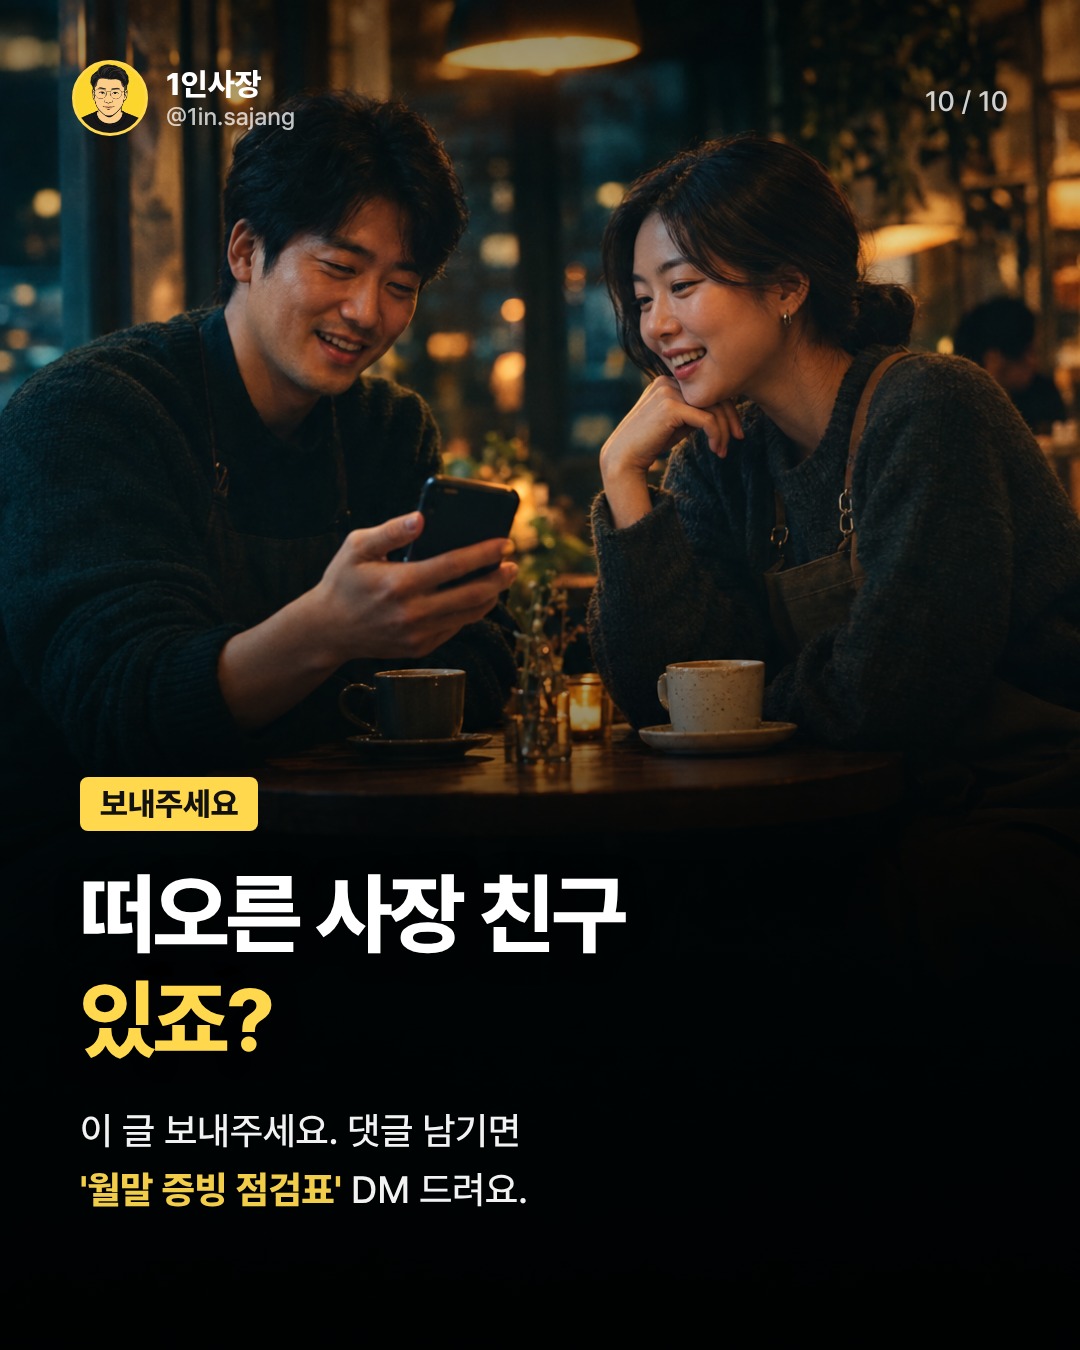 1인사장
@1in.sajang
10 / 10
보내주세요
떠오른 사장 친구
있죠?
이 글 보내주세요. 댓글 남기면
'월말 증빙 점검표' DM 드려요.